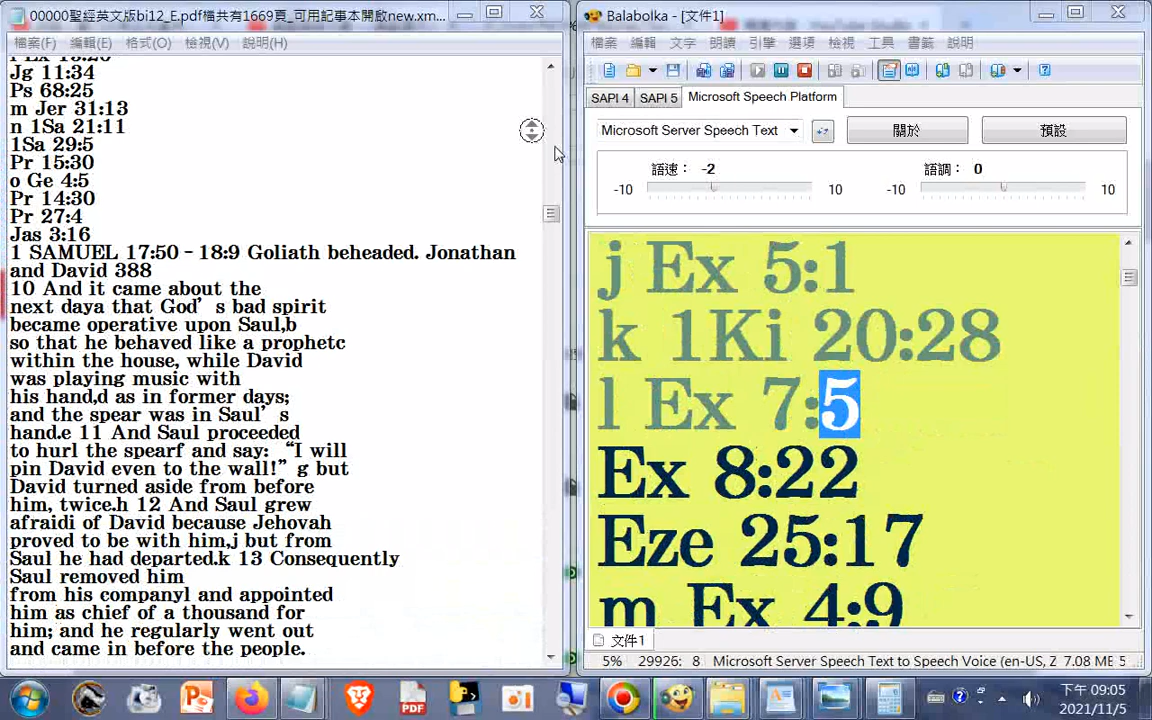 00000聖經英文版bi12_E.pdf檔共有1669頁_可用記事本開啟new.xm...
檔案(F) 編輯(E) 格式(O) 檢視(V) 說明(H)
Jg 11:34
Ps 68:25
m Jer 31:13
n 1Sa 21:11
1Sa 29:5
Pr 15:30
o Ge 4:5
Pr 14:30
Pr 27:4
Jas 3:16
1 SAMUEL 17:50 - 18:9 Goliath beheaded. Jonathan
and David 388
10 And it came about the
next daya that God’s bad spirit
became operative upon Saul,b
so that he behaved like a prophetc
within the house, while David
was playing music with
his hand,d as in former days;
and the spear was in Saul’s
hand.e 11 And Saul proceeded
to hurl the spearf and say: “I will
pin David even to the wall!” g but
David turned aside from before
him, twice.h 12 And Saul grew
afraidi of David because Jehovah
proved to be with him,j but from
Saul he had departed.k 13 Consequently
Saul removed him
from his companyl and appointed
him as chief of a thousand for
him; and he regularly went out
and came in before the people.
Balabolka - [文件1]
檔案 編輯 文字 朗讀 引擎 選項 檢視 工具 書籤 說明
SAPI 4 SAPI 5 Microsoft Speech Platform
Microsoft Server Speech Text 關於 預設
語速： -2 語調： 0
-10 10 -10 10
j Ex 5:1
k 1Ki 20:28
l Ex 7:5
Ex 8:22
Eze 25:17
m Ex 4:9
文件1
5% 29926: 8 Microsoft Server Speech Text to Speech Voice (en-US, Z 7.08 MB 5
PDF
下午 09:05
2021/11/5